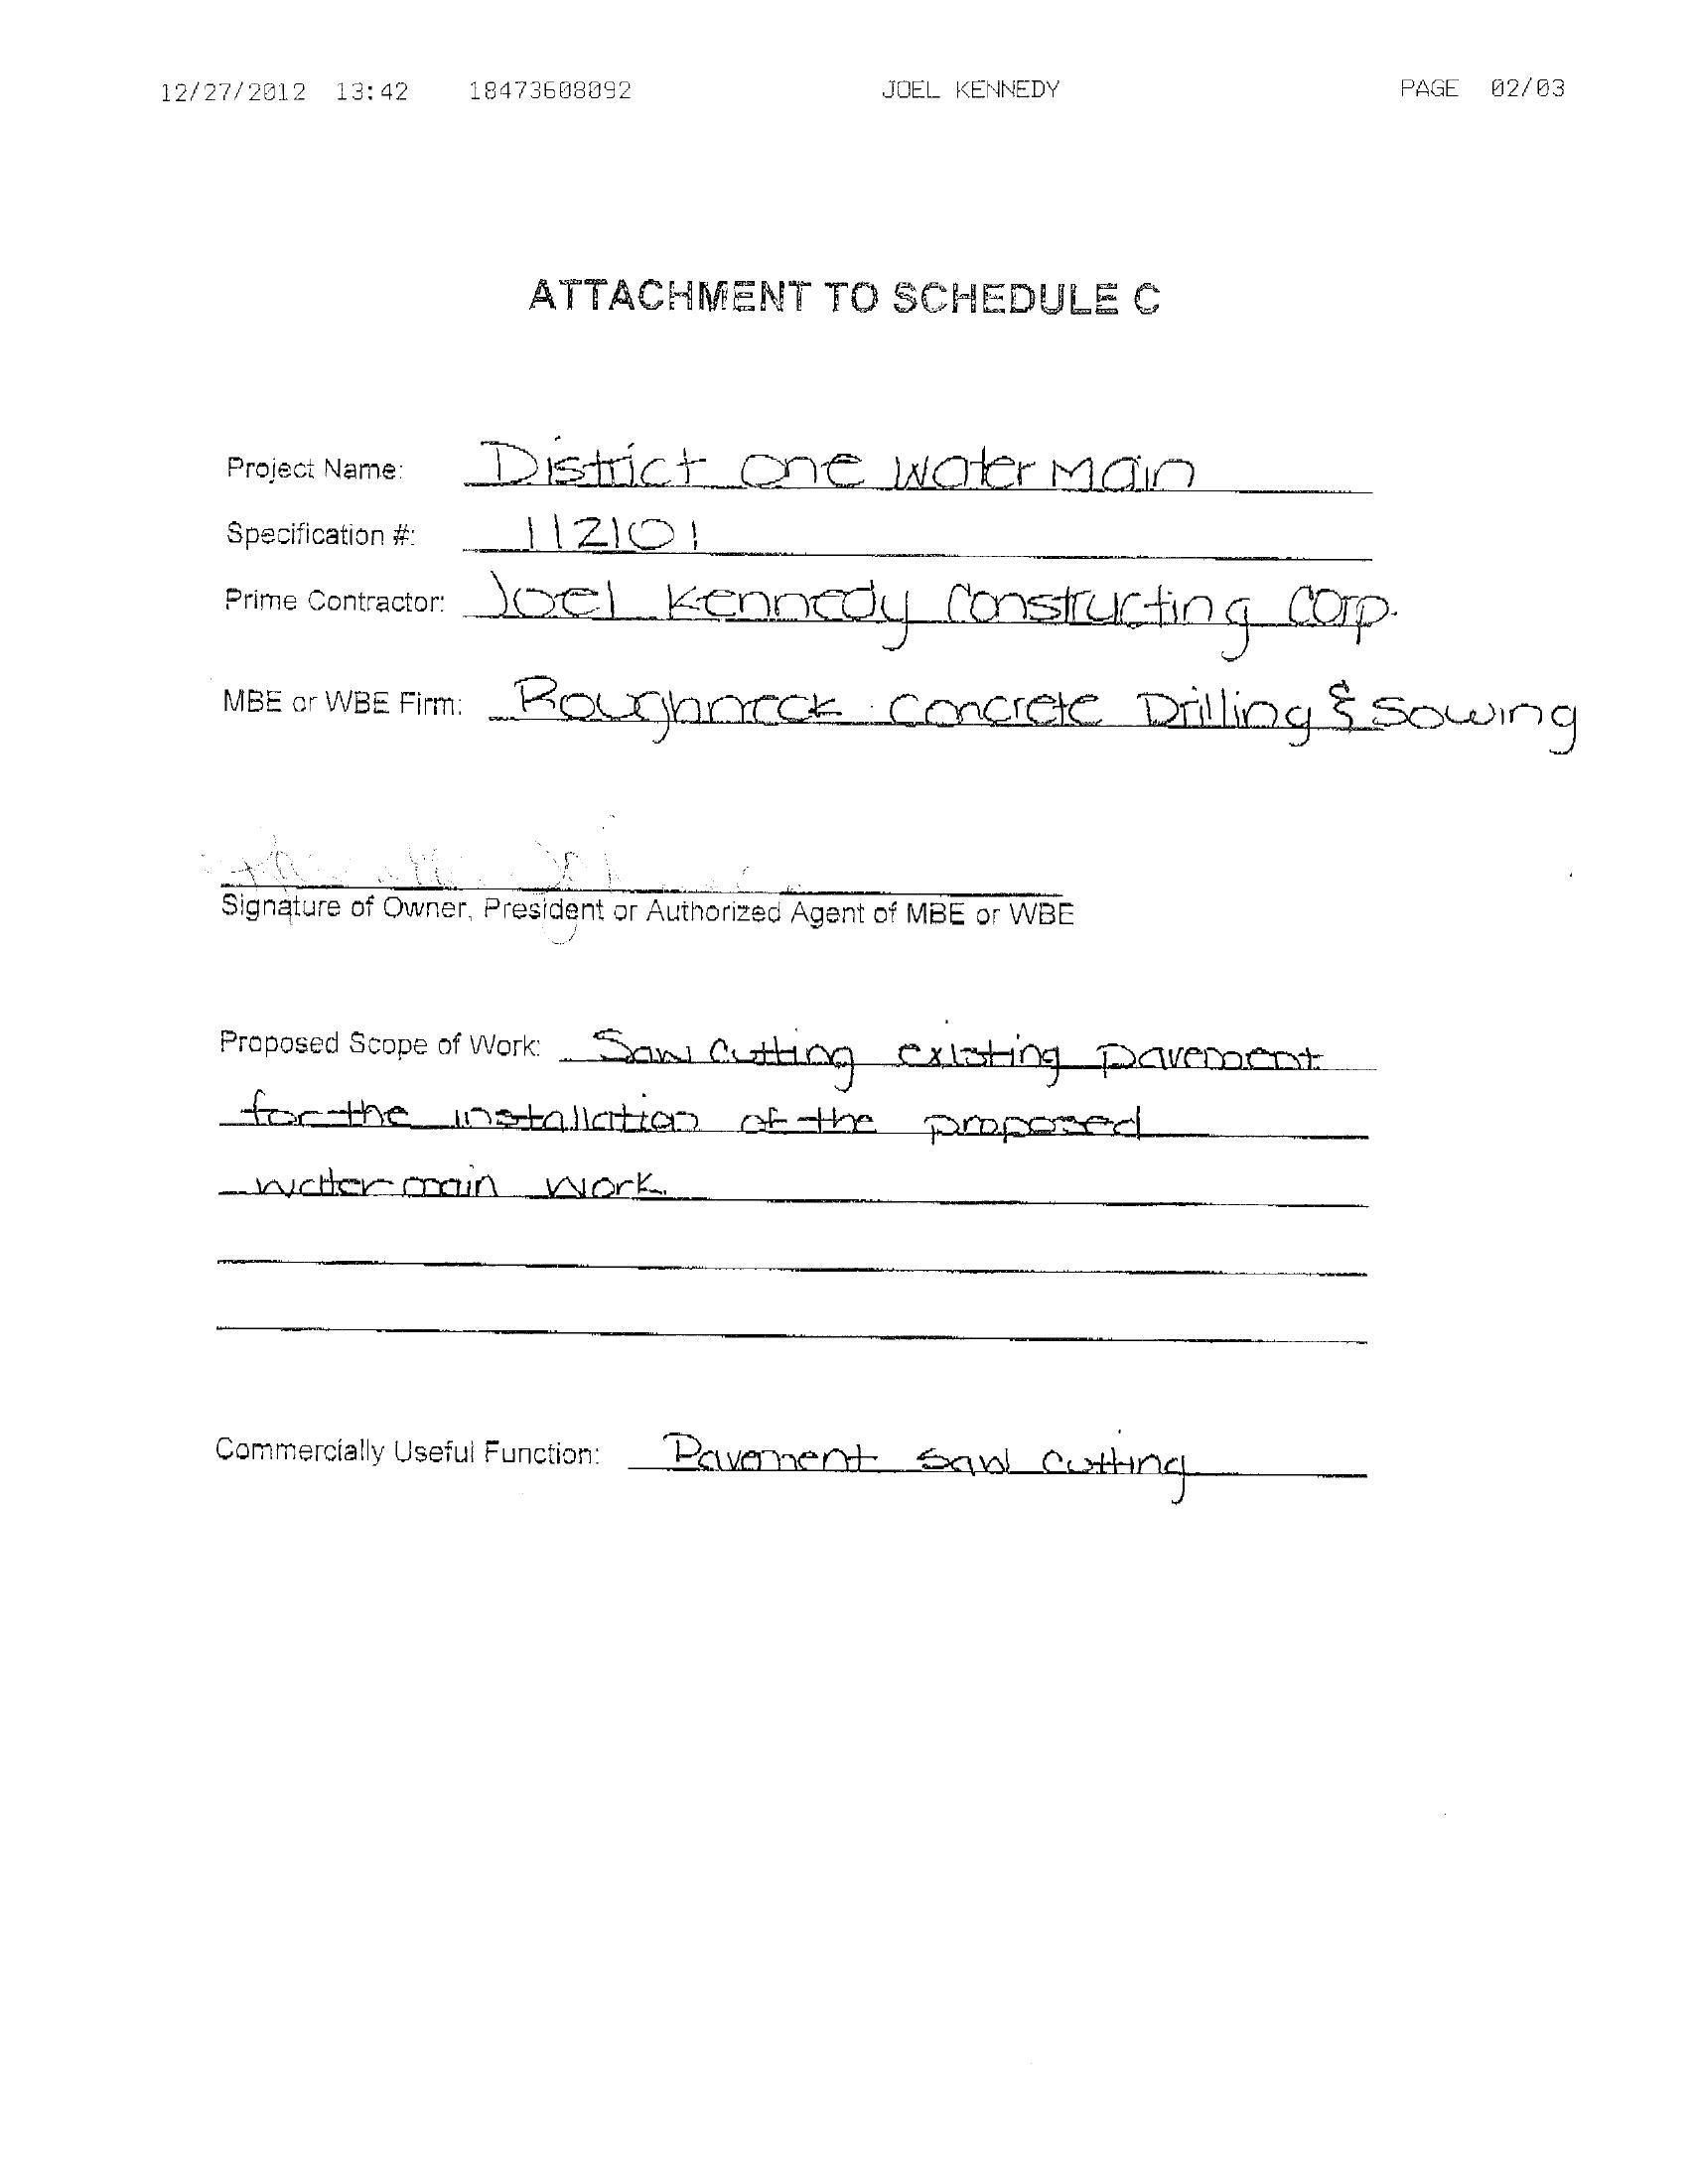 12/27/2012 13:42 18473608092 JOEL KENNEDY PAGE 02/03
ATTACHMENT TO SCHEDULE C
Project Name: District One Water Main
Specification #: 112101
Prime Contractor: Joel Kennedy Constructing Corp.
MBE or WBE Firm: Roughneck Concrete Drilling & Sawing
Signature of Owner, President or Authorized Agent of MBE or WBE
Proposed Scope of Work: Saw Cutting existing pavement
for the installation of the proposed
water main work.
Commercially Useful Function: Pavement Saw Cutting